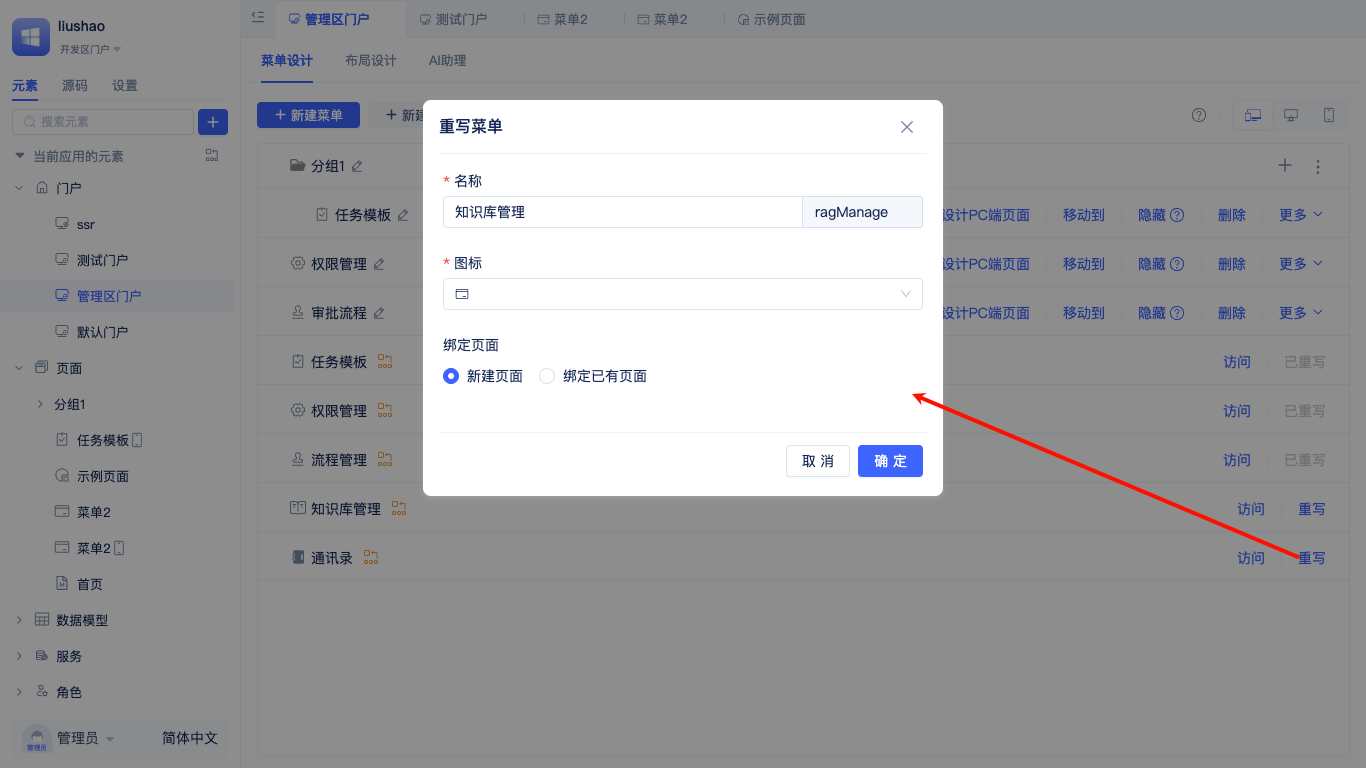 liushao
开发区门户
元素 源码 设置
搜索元素
当前应用的元素
门户
ssr
测试门户
管理区门户
默认门户
页面
分组1
任务模板
示例页面
菜单2
菜单2
首页
数据模型
服务
角色
管理员
管理员 简体中文
管理区门户 测试门户 菜单2 菜单2 示例页面
菜单设计 布局设计 AI助理
新建菜单 新建
分组1
任务模板 设计PC端页面 移动到 隐藏 删除 更多
权限管理 设计PC端页面 移动到 隐藏 删除 更多
审批流程 设计PC端页面 移动到 隐藏 删除 更多
任务模板 访问 已重写
权限管理 访问 已重写
流程管理 访问 已重写
知识库管理 访问 重写
通讯录 访问 重写
重写菜单
* 名称
知识库管理 ragManage
* 图标
绑定页面
新建页面 绑定已有页面
取 消 确 定